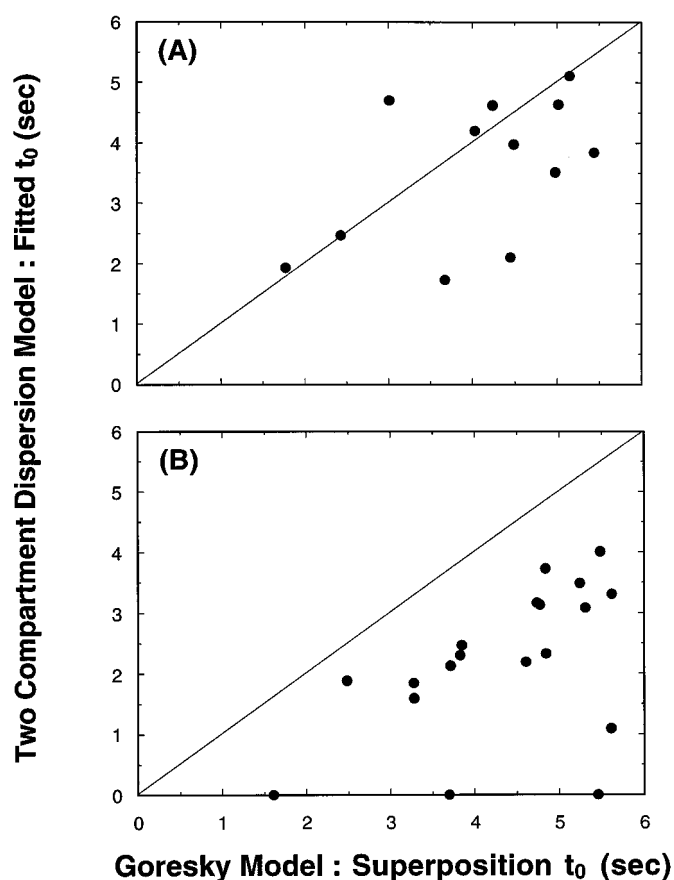 Two Compartment Dispersion Model : Fitted t₀ (sec)
(A)
6
5
4
3
2
1
0
(B)
6
5
4
3
2
1
0
0 1 2 3 4 5 6
Goresky Model : Superposition t₀ (sec)